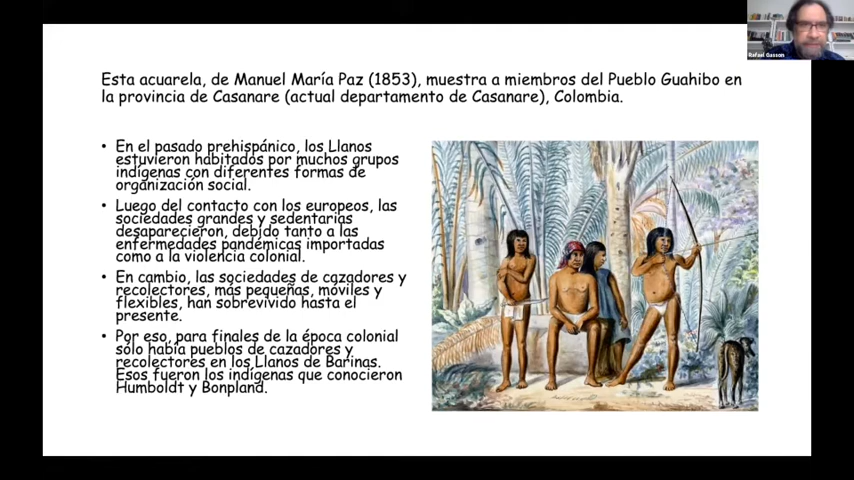 Esta acuarela, de Manuel María Paz (1853), muestra a miembros del Pueblo Guahibo en
la provincia de Casanare (actual departamento de Casanare), Colombia.
• En el pasado prehispánico, los Llanos
estuvieron habitados por muchos grupos
indígenas con diferentes formas de
organización social.
• Luego del contacto con los europeos, las
sociedades grandes y sedentarias
desaparecieron, debido tanto a las
enfermedades pandémicas importadas
como a la violencia colonial.
• En cambio, las sociedades de cazadores y
recolectores, más pequeñas, móviles y
flexibles, han sobrevivido hasta el
presente.
• Por eso, para finales de la época colonial
sólo había pueblos de cazadores y
recolectores en los Llanos de Barinas.
Esos fueron los indígenas que conocieron
Humboldt y Bonpland.
Rafael Gasson